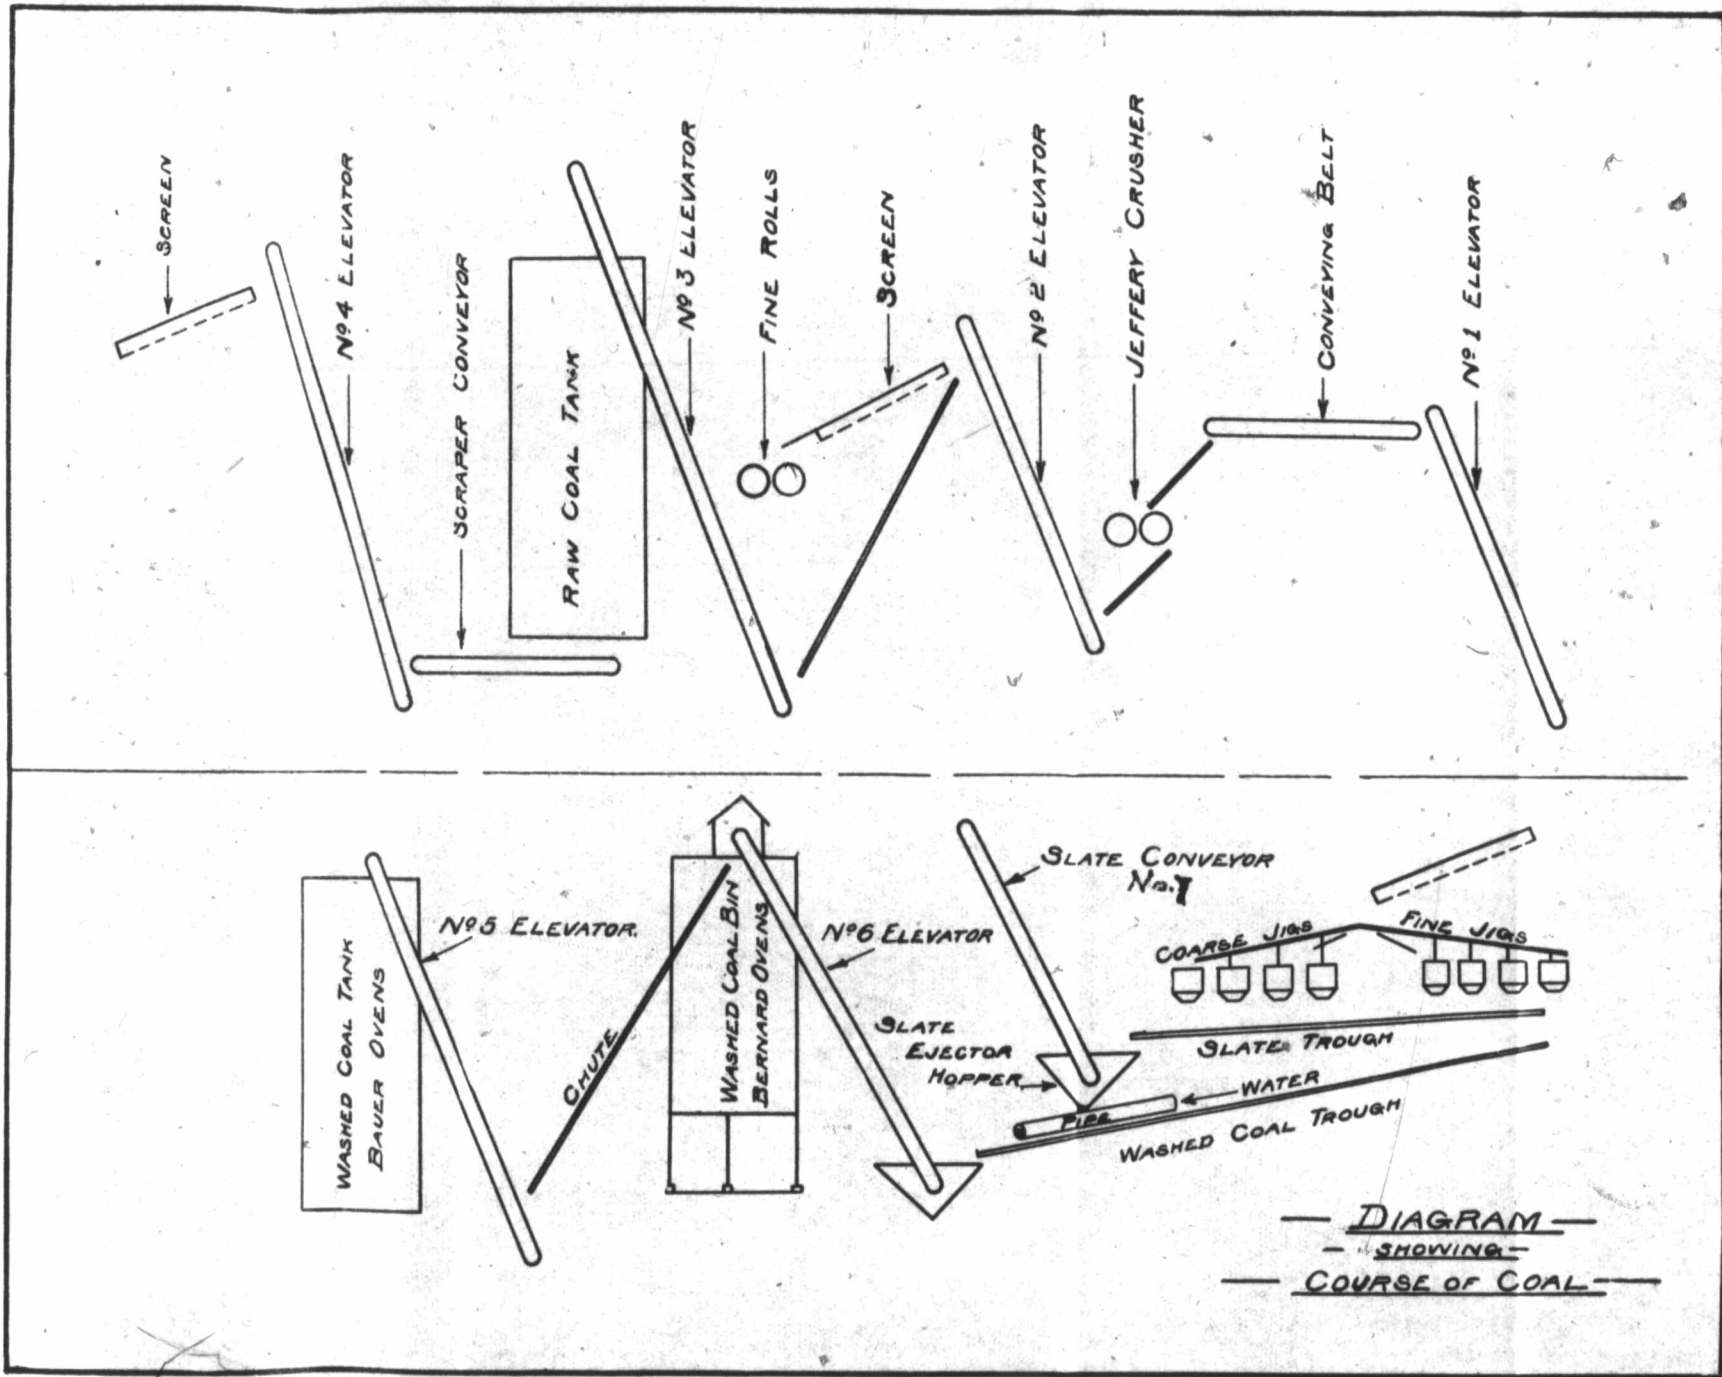 SCREEN
Nº 4 ELEVATOR
SCRAPER CONVEYOR
RAW COAL TANK
Nº 3 ELEVATOR
FINE ROLLS
SCREEN
Nº 2 ELEVATOR
JEFFERY CRUSHER
CONVEYING BELT
Nº 1 ELEVATOR
WASHED COAL TANK
BAUER OVENS
Nº 5 ELEVATOR.
CHUTE
WASHED COAL BIN
BERNARD OVENS
Nº 6 ELEVATOR
SLATE CONVEYOR
No. 7
COARSE JIGS
FINE JIGS
SLATE
EJECTOR
HOPPER
SLATE TROUGH
WATER
PIPE
WASHED COAL TROUGH
DIAGRAM
SHOWING
COURSE OF COAL